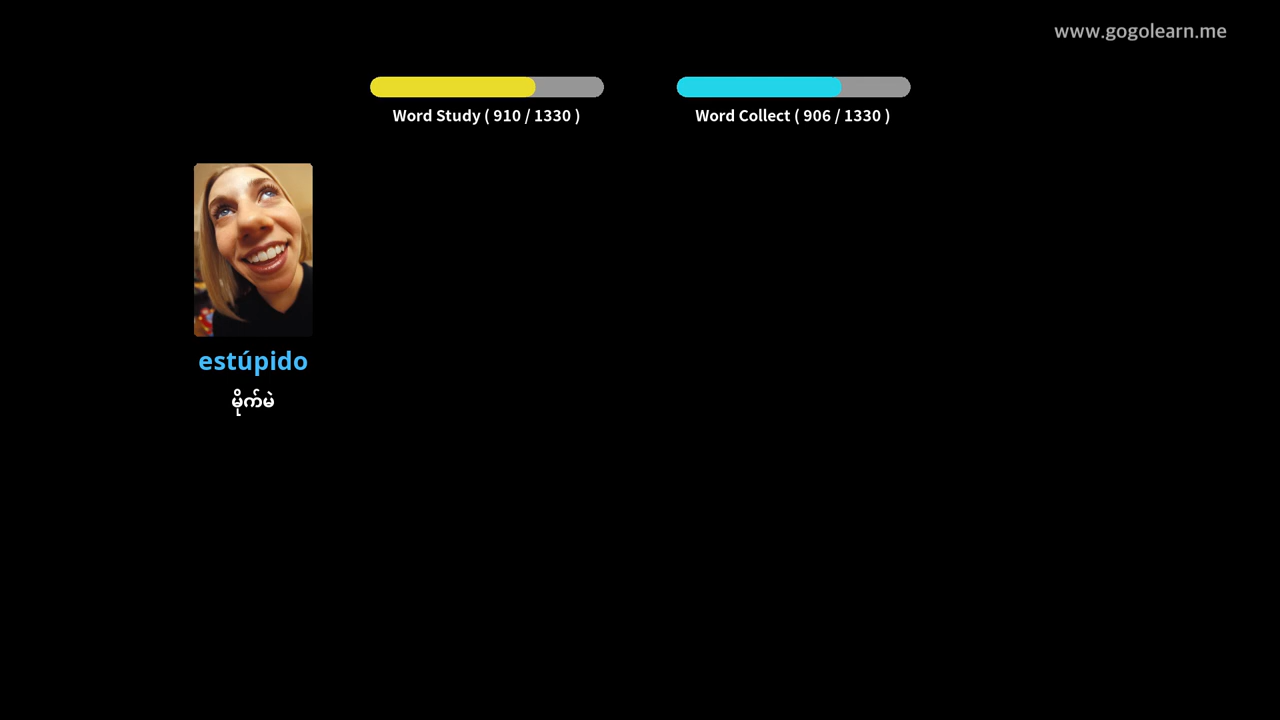 www.gogolearn.me
Word Study ( 910 / 1330 )
Word Collect ( 906 / 1330 )
estúpido
မိုက်မဲ